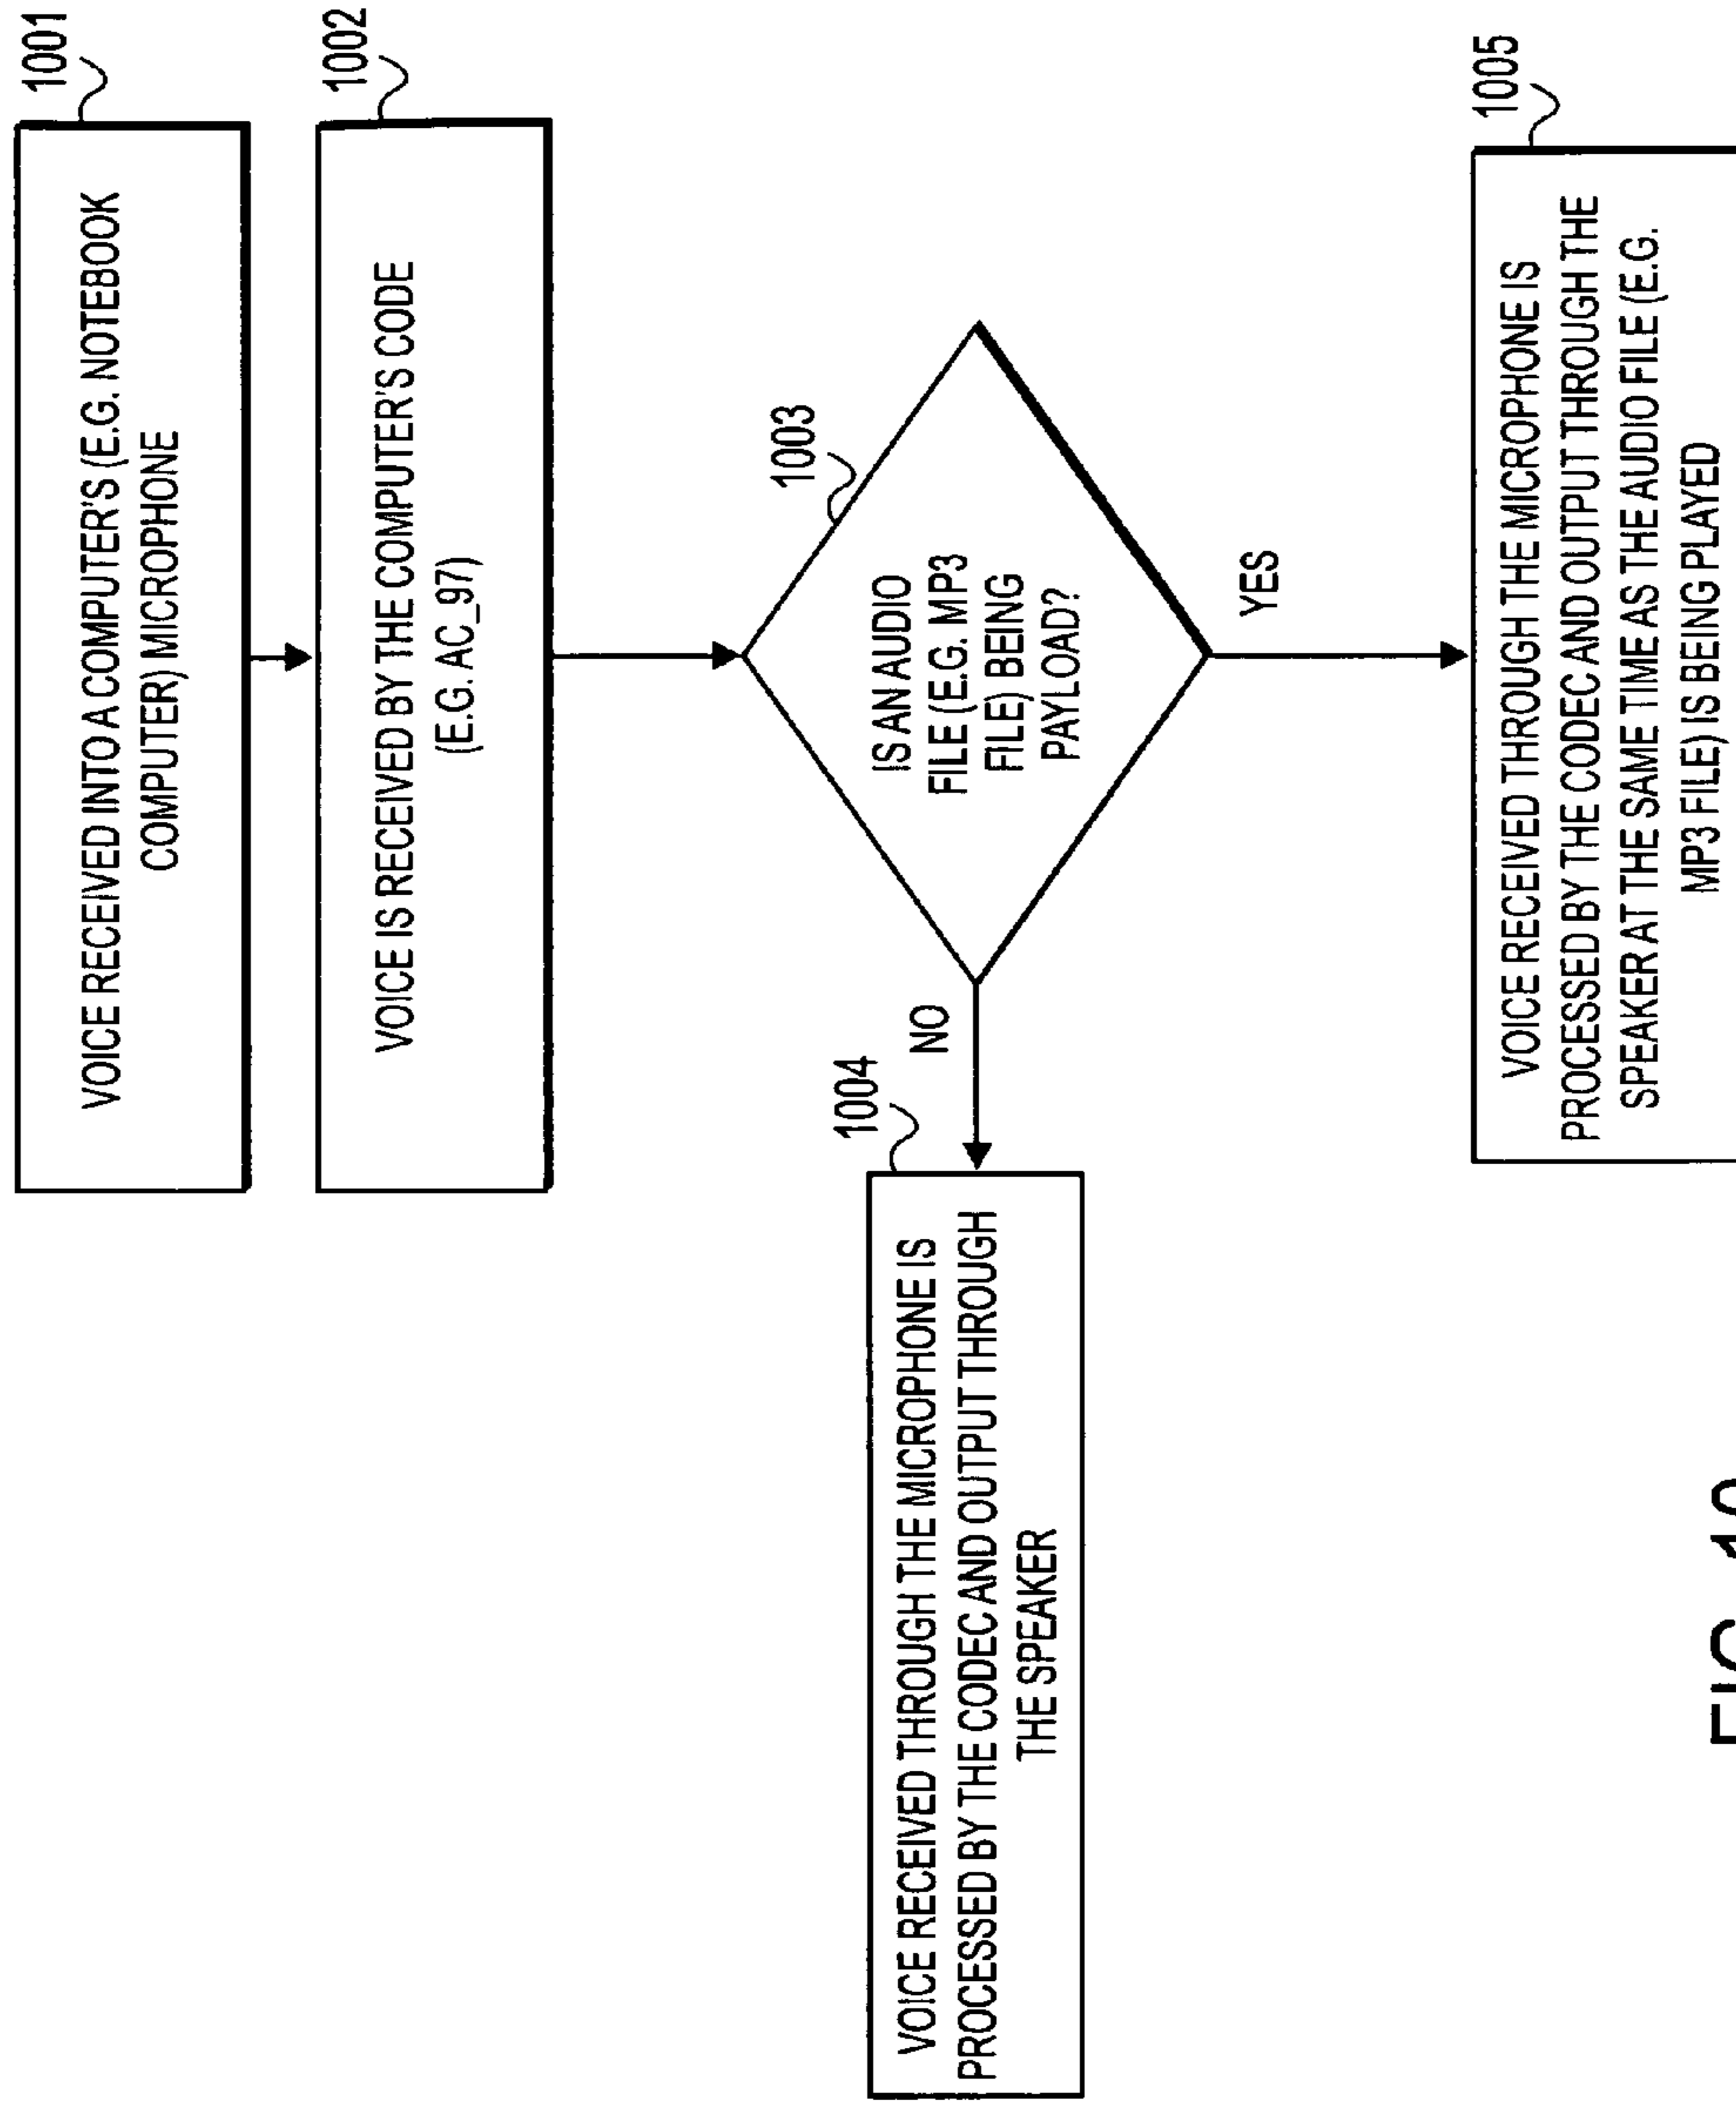 1001
VOICE RECEIVED INTO A COMPUTER'S (E.G. NOTEBOOK
COMPUTER) MICROPHONE
1002
VOICE IS RECEIVED BY THE COMPUTER'S CODE
(E.G. AC_97)
1003
IS AN AUDIO
FILE (E.G. MP3
FILE) BEING
PAYLOAD?
NO
YES
1004
VOICE RECEIVED THROUGH THE MICROPHONE IS
PROCESSED BY THE CODEC AND OUTPUT THROUGH
THE SPEAKER
1005
VOICE RECEIVED THROUGH THE MICROPHONE IS
PROCESSED BY THE CODEC AND OUTPUT THROUGH THE
SPEAKER AT THE SAME TIME AS THE AUDIO FILE (E.G.
MP3 FILE) IS BEING PLAYED